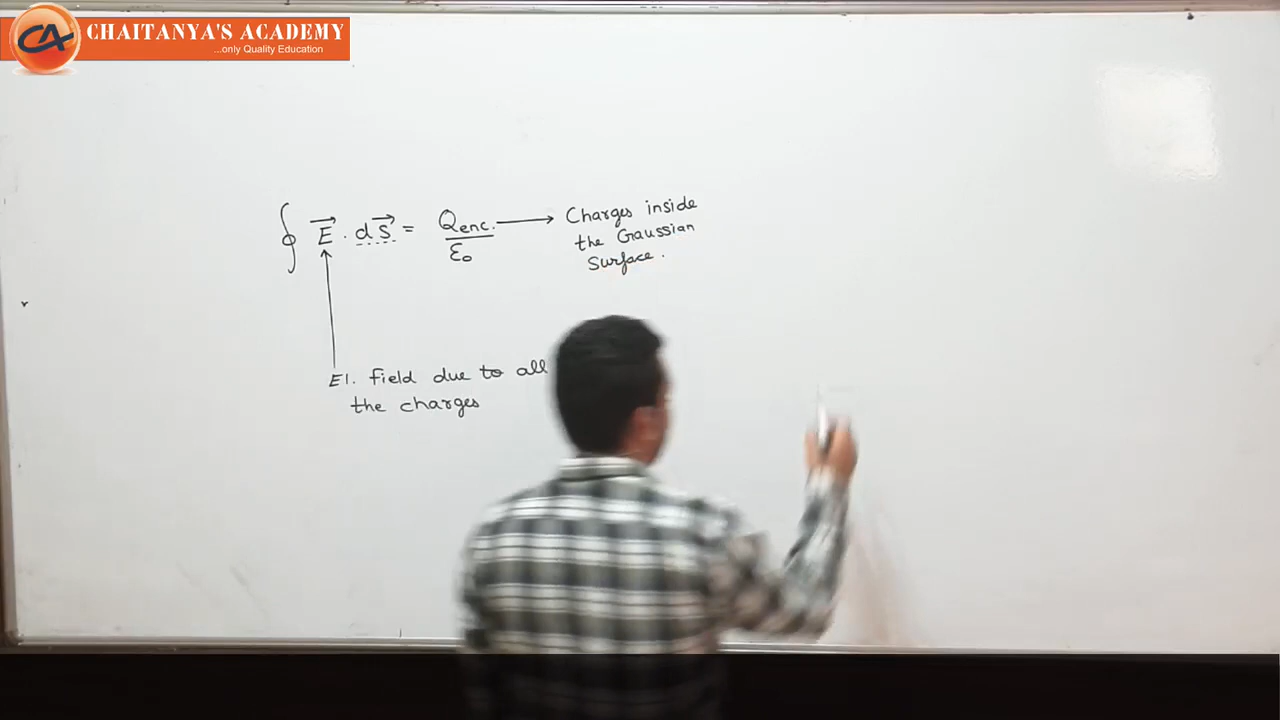 CA CHAITANYA'S ACADEMY
...only Quality Education
∮ E⃗ . dS⃗ = Qenc. / ε₀ → Charges inside
the Gaussian
Surface.
El. field due to all
the charges